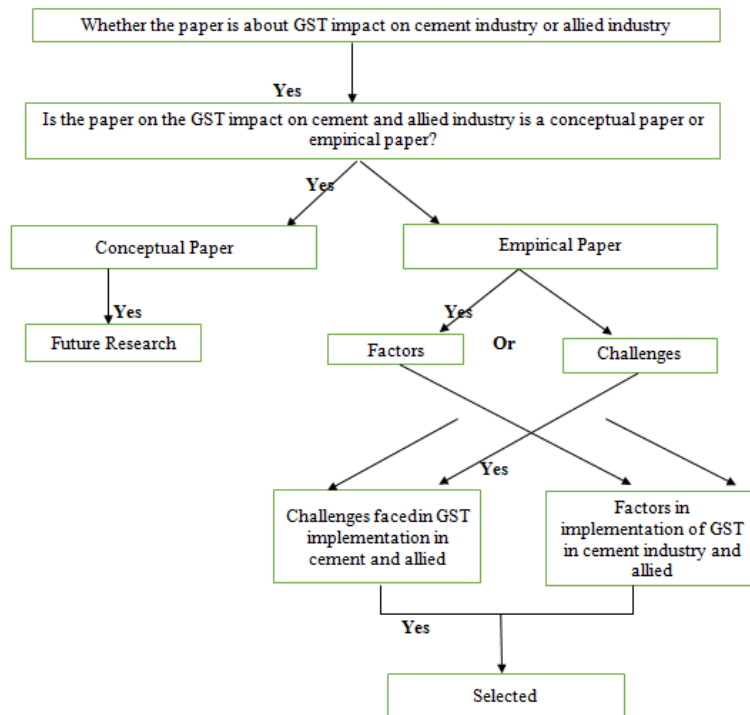 Whether the paper is about GST impact on cement industry or allied industry
Yes
Is the paper on the GST impact on cement and allied industry is a conceptual paper or
empirical paper?
Yes
Conceptual Paper
Empirical Paper
Yes
Yes
Future Research
Factors
Or
Challenges
Yes
Challenges facedin GST
implementation in
cement and allied
Factors in
implementation of GST
in cement industry and
allied
Yes
Selected